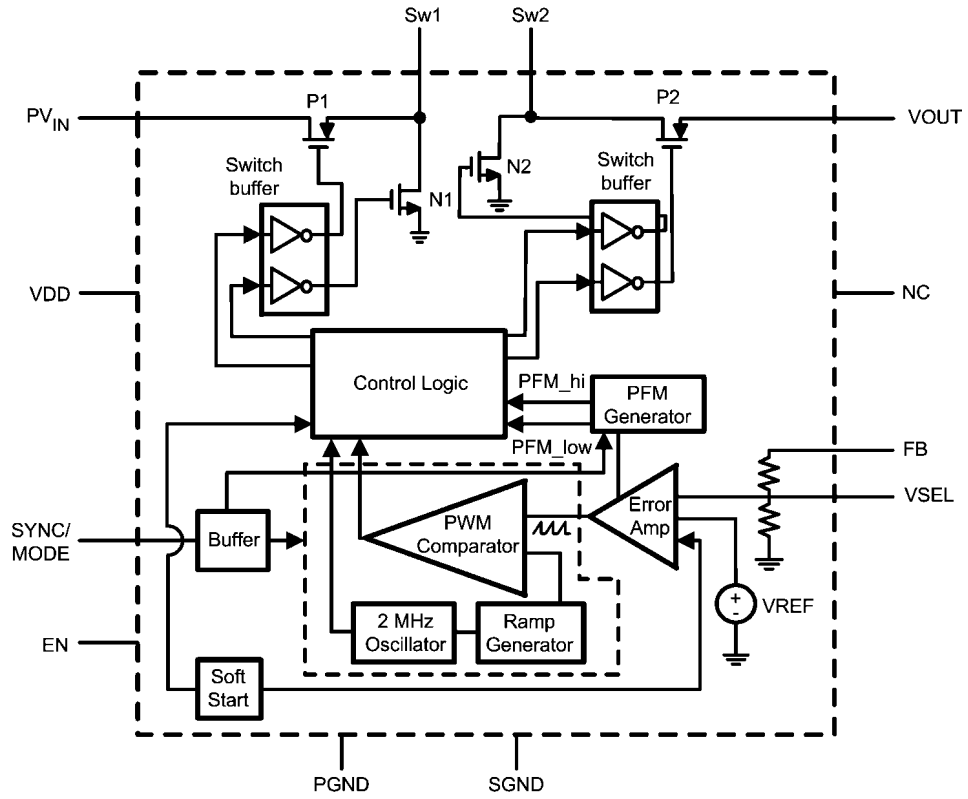 Sw1
Sw2
PVIN
P1
P2
VOUT
Switch
buffer
N1
N2
Switch
buffer
VDD
NC
Control Logic
PFM_hi
PFM
Generator
PFM_low
FB
VSEL
SYNC/
MODE
Buffer
PWM
Comparator
Error
Amp
+
-
VREF
2 MHz
Oscillator
Ramp
Generator
EN
Soft
Start
PGND
SGND